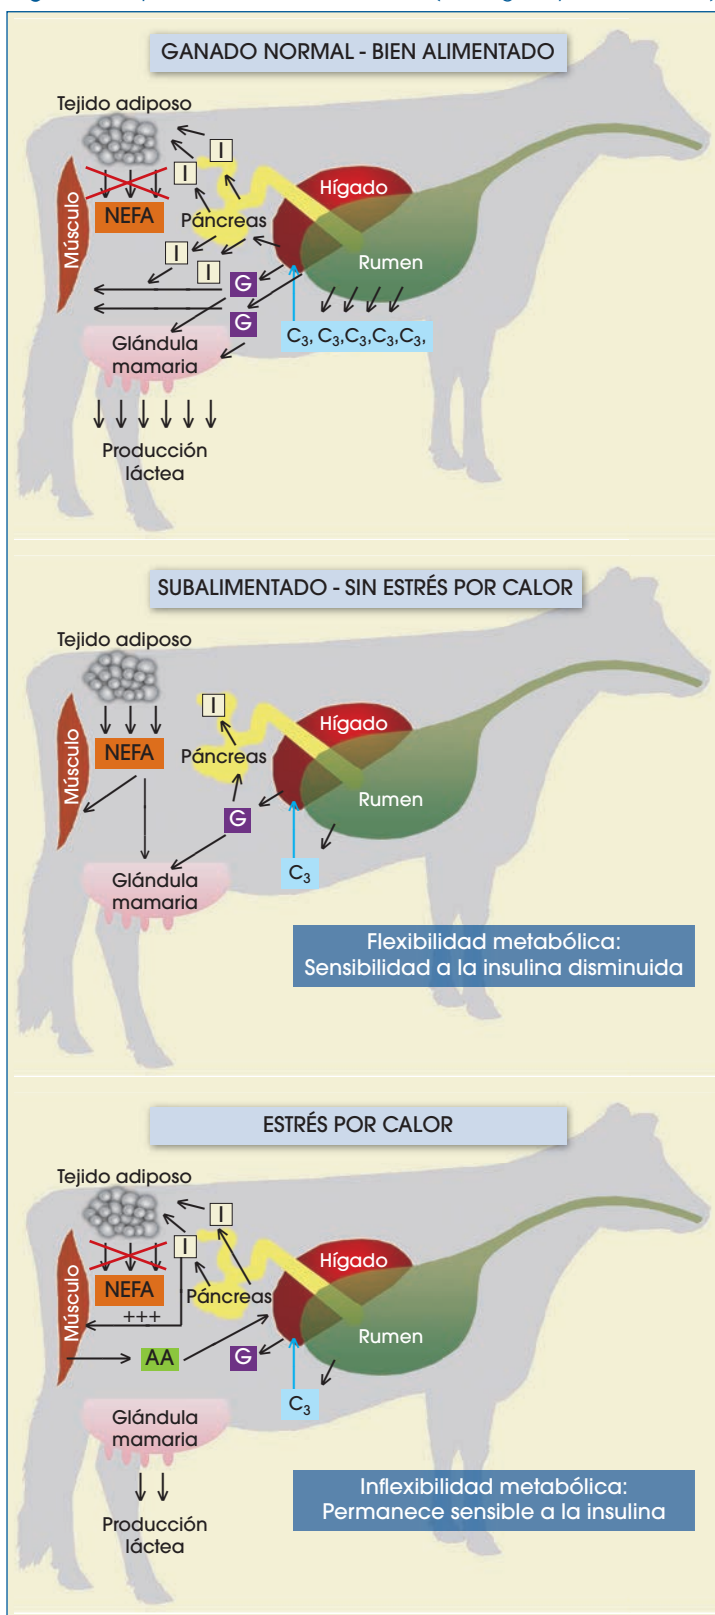 GANADO NORMAL - BIEN ALIMENTADO
Tejido adiposo
I
I
Hígado
Músculo
NEFA
Páncreas
I
I
Rumen
G
G
C₃, C₃,C₃,C₃,C₃,
Glándula
mamaria
Producción
láctea
SUBALIMENTADO - SIN ESTRÉS POR CALOR
Tejido adiposo
I
Hígado
Músculo
NEFA
Páncreas
Rumen
G
C₃
Glándula
mamaria
Flexibilidad metabólica:
Sensibilidad a la insulina disminuida
ESTRÉS POR CALOR
Tejido adiposo
I
I
Hígado
Músculo
NEFA
Páncreas
+++
Rumen
AA
G
C₃
Glándula
mamaria
Inflexibilidad metabólica:
Permanece sensible a la insulina
Producción
láctea